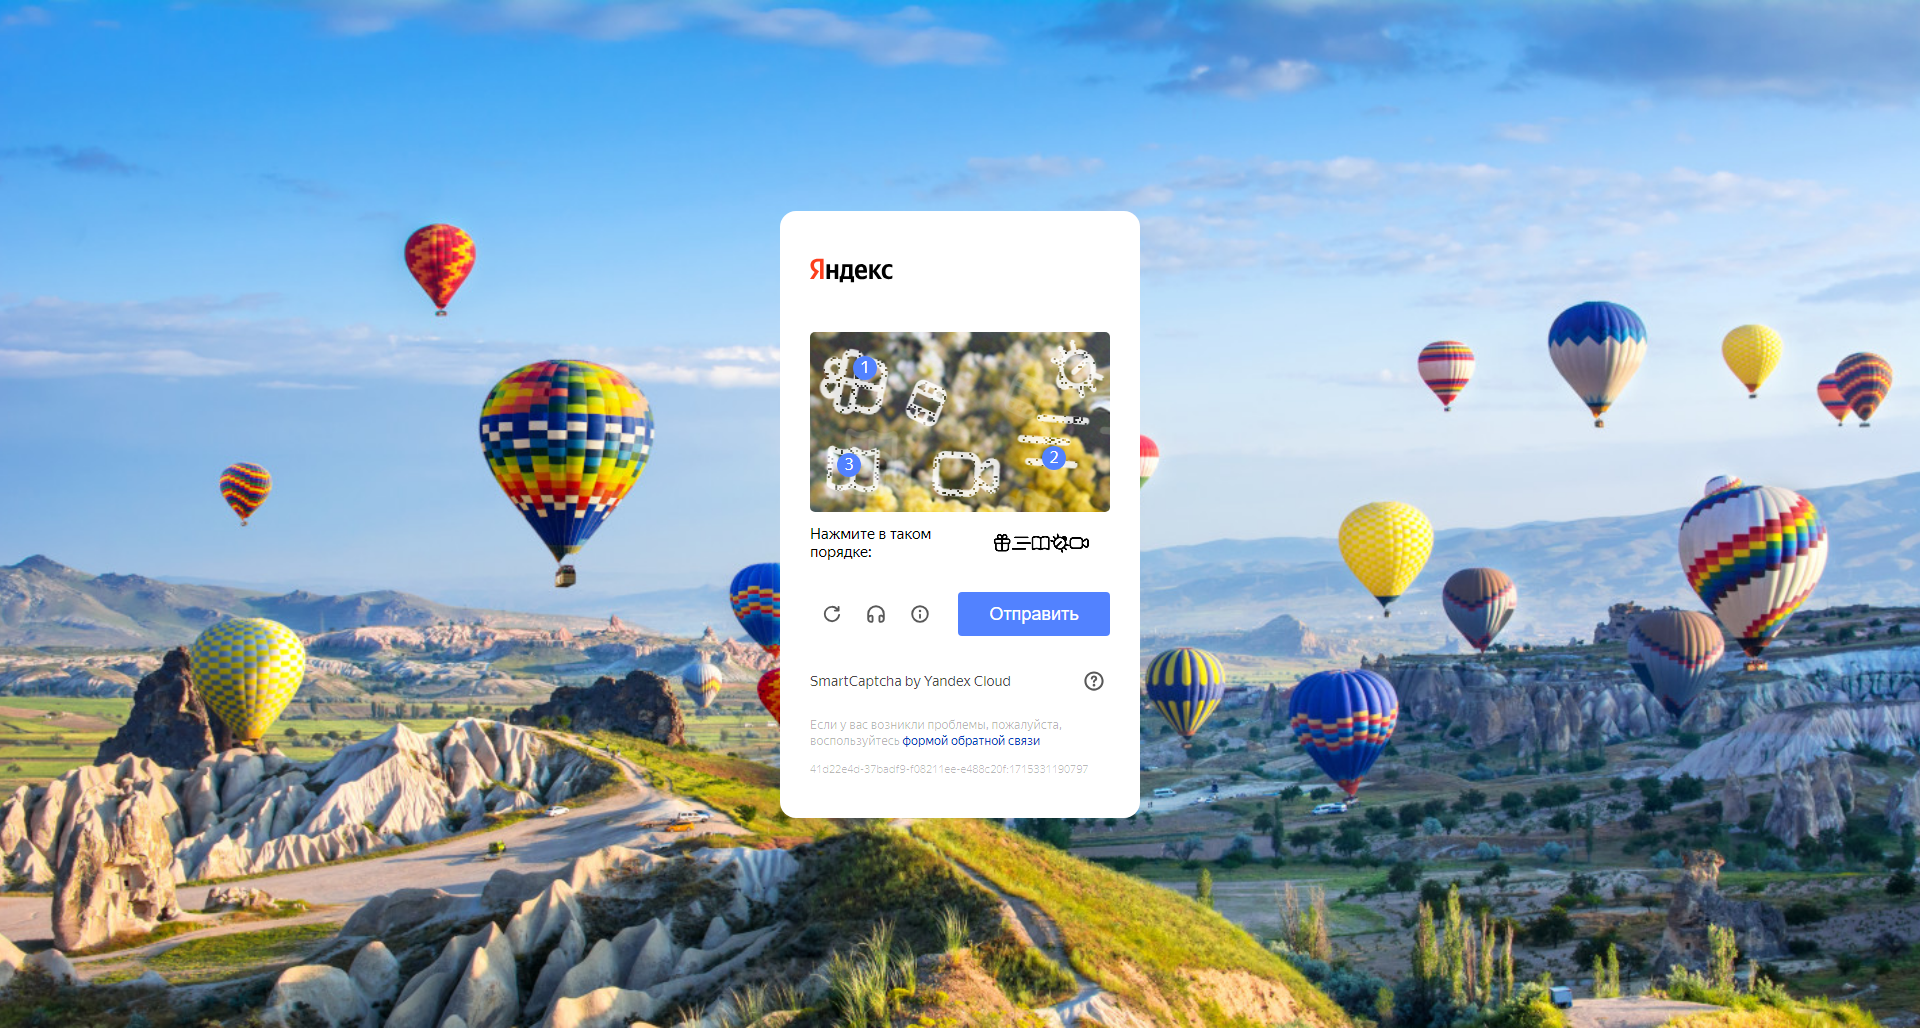 Яндекс
1
2
3
Нажмите в таком
порядке:
Отправить
SmartCaptcha by Yandex Cloud
Если у вас возникли проблемы, пожалуйста,
воспользуйтесь формой обратной связи
41d22e4a-37badf9-f08211ee-e488c20f:1715331190797